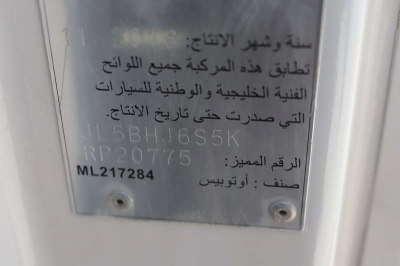 سنة وشهر الانتاج:
تطابق هذه المركبة جميع اللوائح
الفنية الخليجية والوطنية للسيارات
التي صدرت حتى تاريخ الانتاج.
JL5BHJ6S5K
الرقم المميز: RP20775
صنف : أوتوبيس ML217284